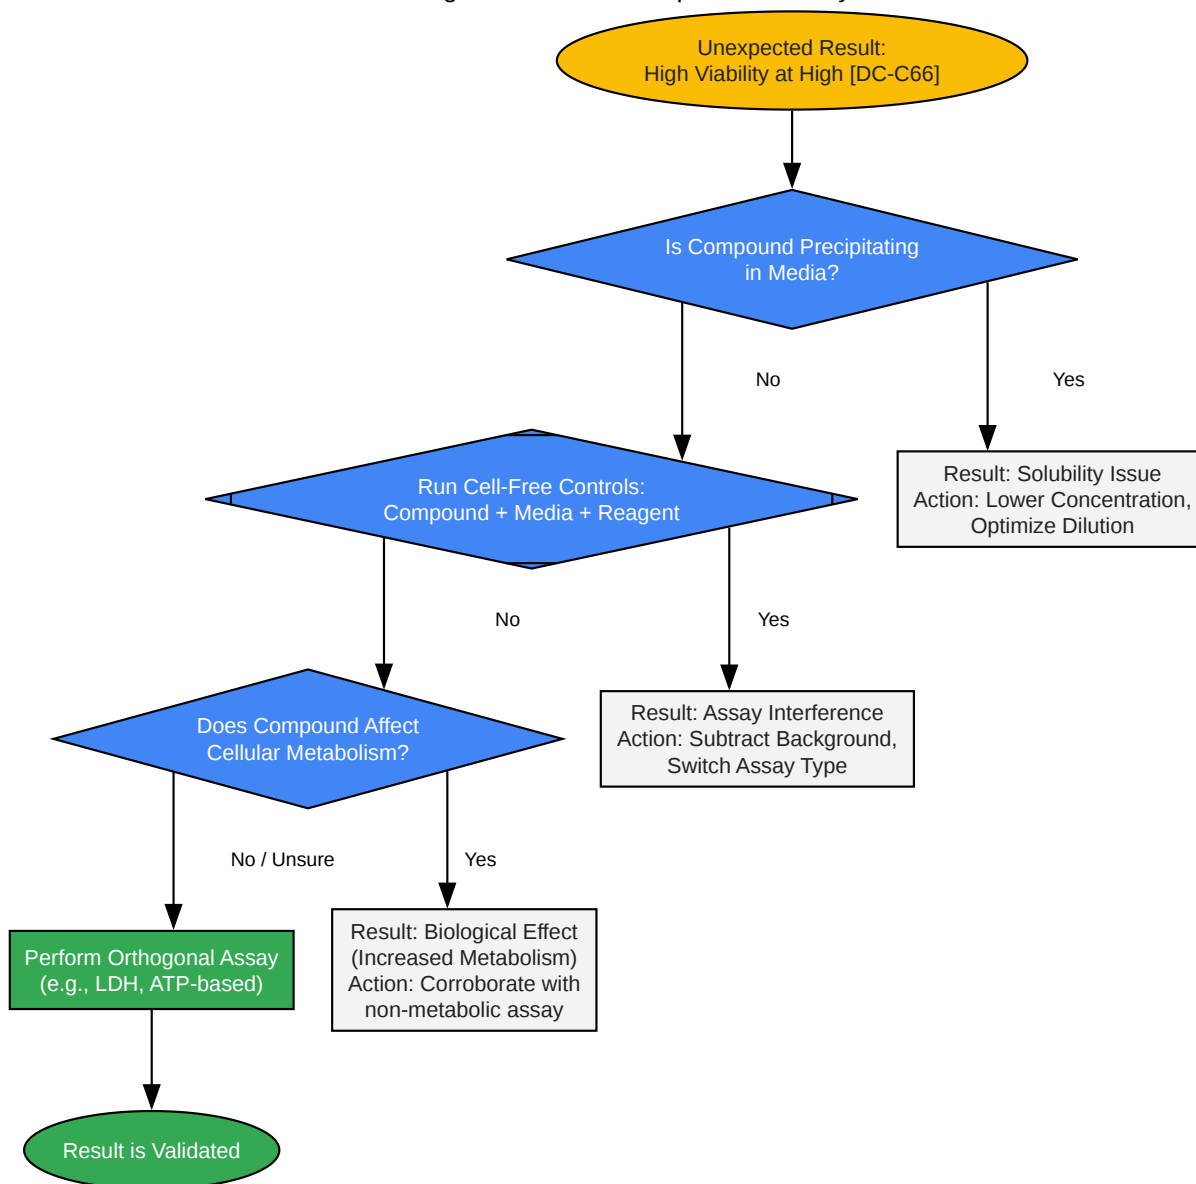 Unexpected Result:
High Viability at High [DC-C66]
Is Compound Precipitating
in Media?
No
Yes
Run Cell-Free Controls:
Compound + Media + Reagent
Result: Solubility Issue
Action: Lower Concentration,
Optimize Dilution
No
Yes
Does Compound Affect
Cellular Metabolism?
Result: Assay Interference
Action: Subtract Background,
Switch Assay Type
No / Unsure
Yes
Perform Orthogonal Assay
(e.g., LDH, ATP-based)
Result: Biological Effect
(Increased Metabolism)
Action: Corroborate with
non-metabolic assay
Result is Validated